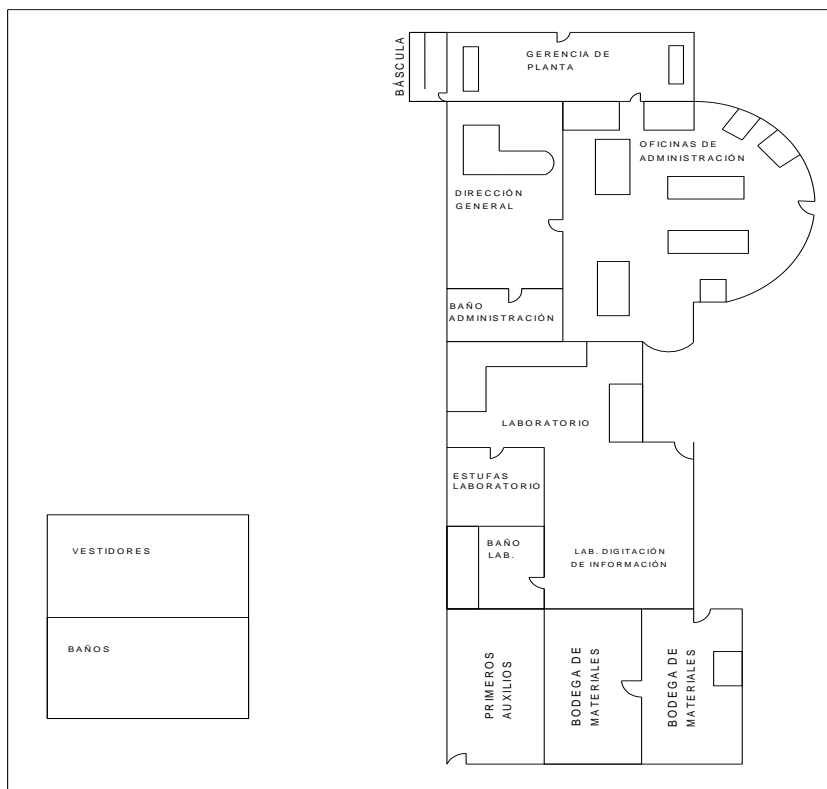 BÁSCULA
GERENCIA DE
PLANTA
OFICINAS DE
ADMINISTRACIÓN
DIRECCIÓN
GENERAL
BAÑO
ADMINISTRACIÓN
LABORATORIO
ESTUFAS
LABORATORIO
BAÑO
LAB.
LAB. DIGITACIÓN
DE INFORMACIÓN
VESTIDORES
BAÑOS
PRIMEROS
AUXILIOS
BODEGA DE
MATERIALES
BODEGA DE
MATERIALES